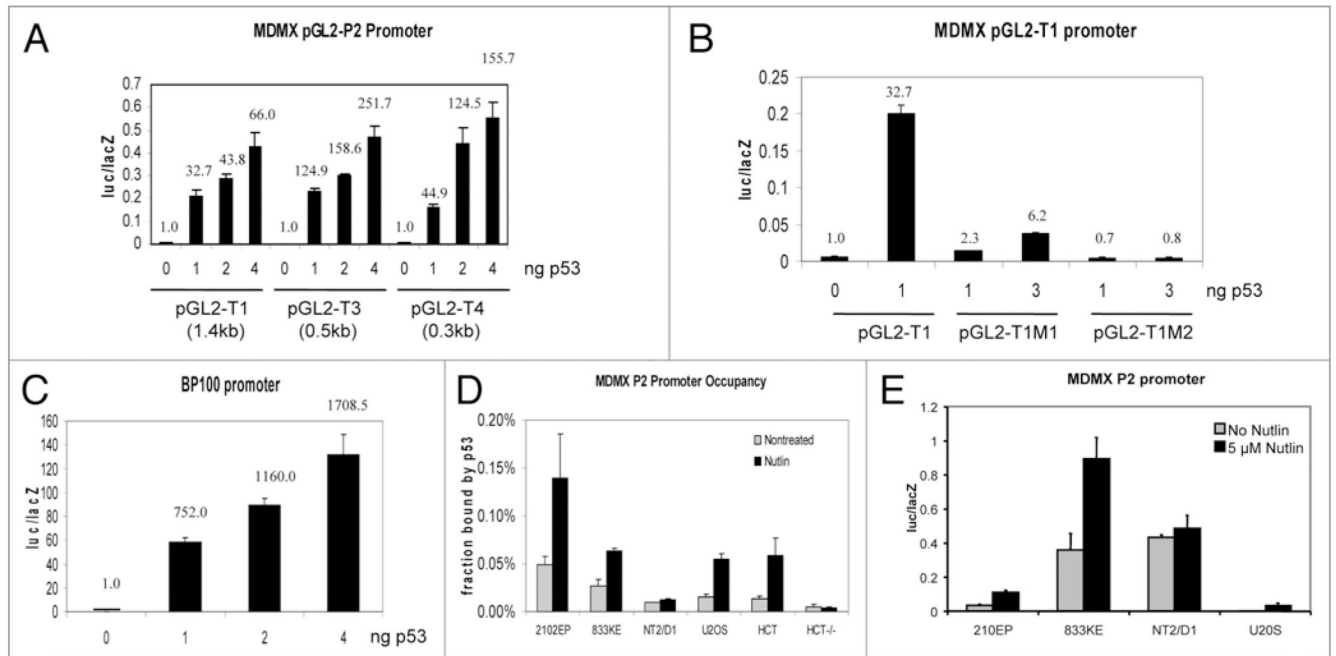 A
MDMX pGL2-P2 Promoter
luc/lacZ
0.7
0.6
0.5
0.4
0.3
0.2
0.1
0
1.0 32.7 43.8 66.0 1.0 124.9 158.6 251.7 1.0 44.9 124.5 155.7
0 1 2 4 0 1 2 4 0 1 2 4 ng p53
pGL2-T1 pGL2-T3 pGL2-T4
(1.4kb) (0.5kb) (0.3kb)
B
MDMX pGL2-T1 promoter
luc/lacZ
0.25
0.2
0.15
0.1
0.05
0
1.0 32.7 2.3 6.2 0.7 0.8
0 1 1 3 1 3 ng p53
pGL2-T1 pGL2-T1M1 pGL2-T1M2
C
BP100 promoter
luc/lacZ
160
140
120
100
80
60
40
20
0
1.0 752.0 1160.0 1708.5
0 1 2 4 ng p53
D
MDMX P2 Promoter Occupancy
fraction bound by p53
0.20%
0.15%
0.10%
0.05%
0.00%
Nontreated
Nutlin
2102EP 833KE NT2/D1 U2OS HCT HCT-/-
E
MDMX P2 promoter
luc/lacZ
1.2
1
0.8
0.6
0.4
0.2
0
No Nutlin
5 µM Nutlin
210EP 833KE NT2/D1 U20S